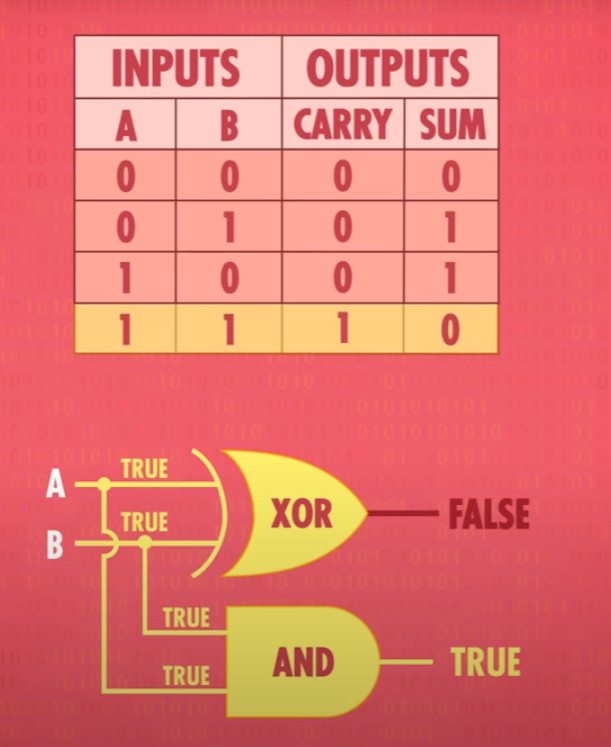 INPUTS OUTPUTS
A B CARRY SUM
0 0 0 0
0 1 0 1
1 0 0 1
1 1 1 0
A TRUE
XOR FALSE
B TRUE
TRUE
AND TRUE
TRUE